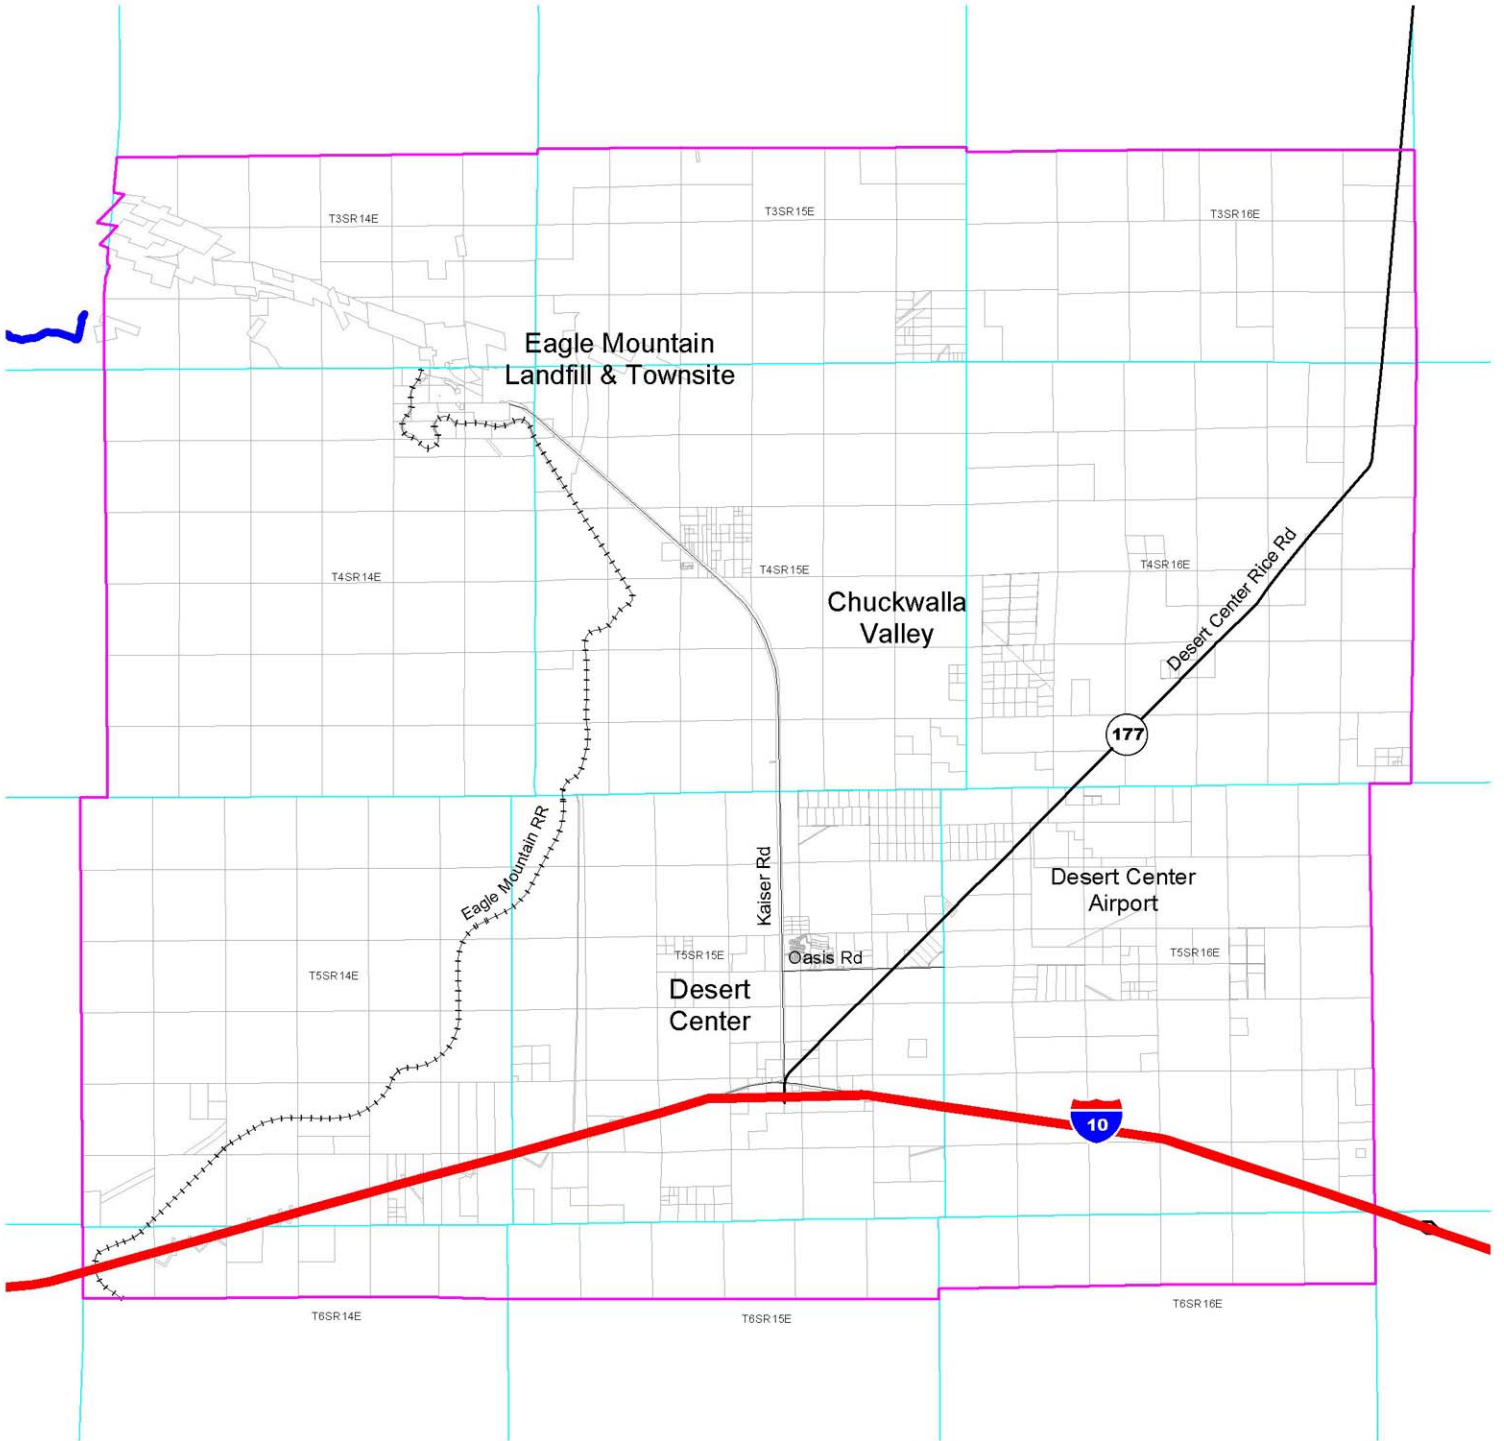 T3SR14E
T3SR15E
T3SR16E
Eagle Mountain
Landfill & Townsite
T4SR14E
T4SR15E
T4SR16E
Chuckwalla
Valley
Desert Center Rice Rd
177
Eagle Mountain RR
Kaiser Rd
Desert Center
Airport
T5SR14E
T5SR15E
Oasis Rd
T5SR16E
Desert
Center
10
T6SR14E
T6SR15E
T6SR16E